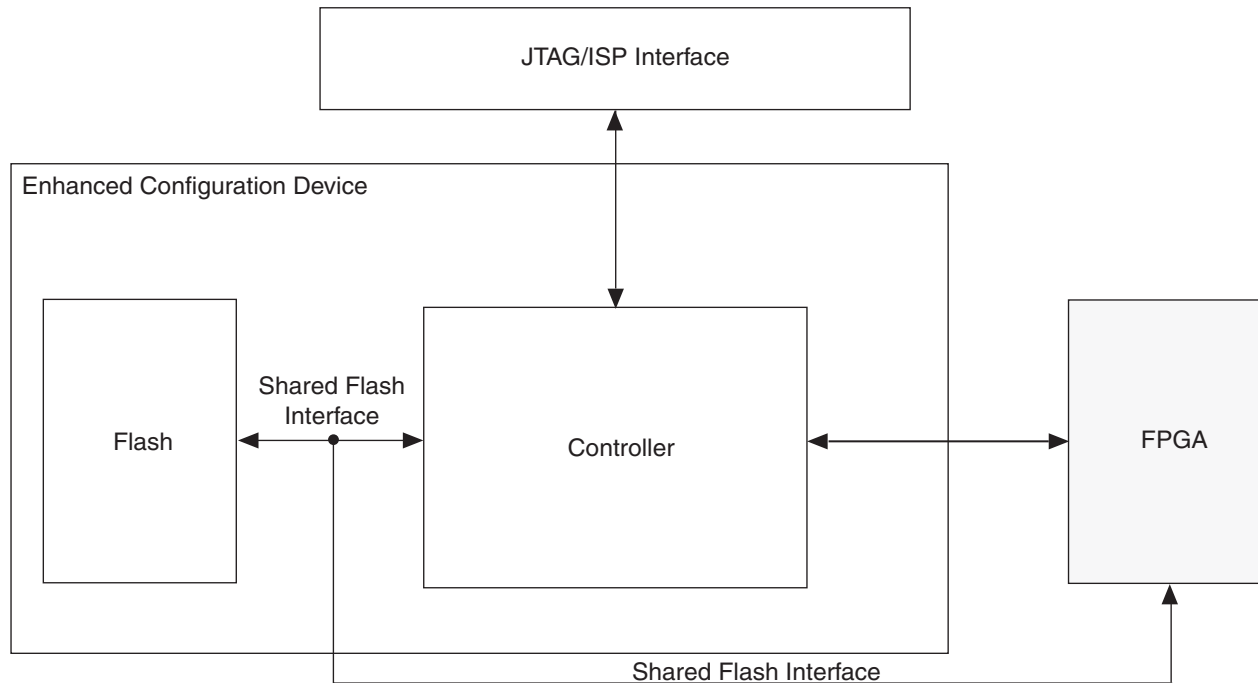 JTAG/ISP Interface
Enhanced Configuration Device
Shared Flash
Interface
Flash
Controller
FPGA
Shared Flash Interface